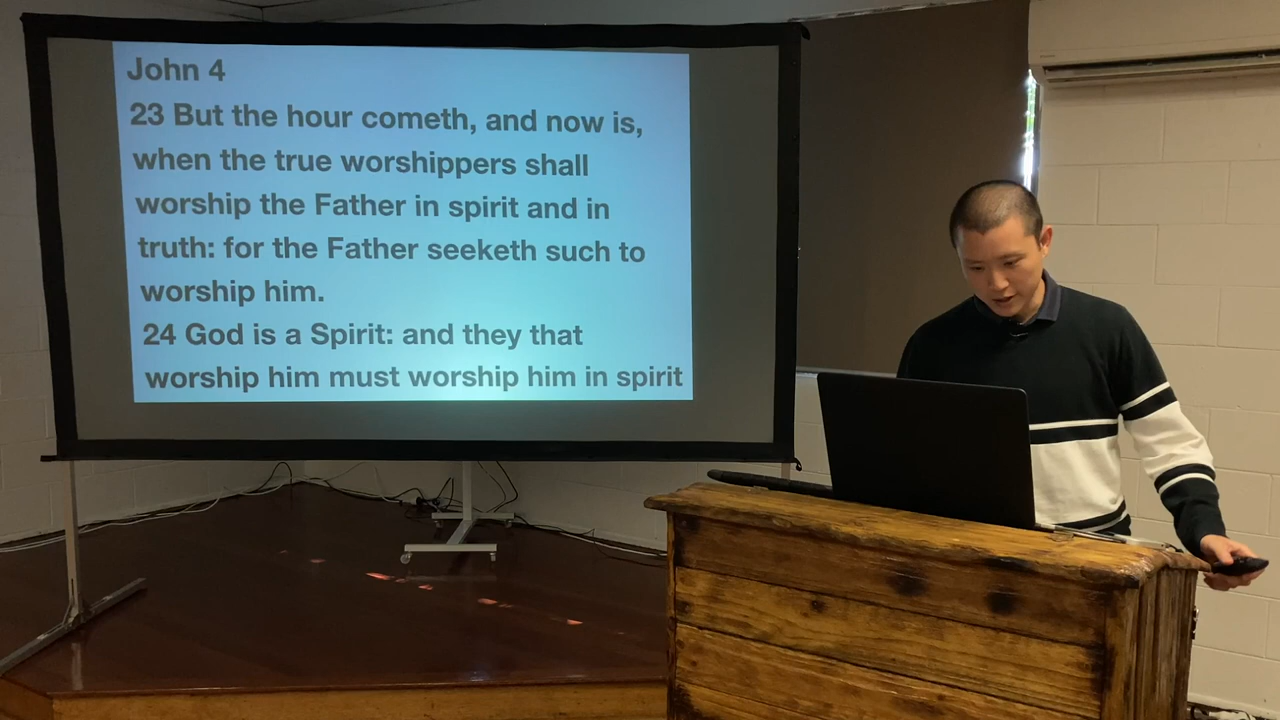 John 4
23 But the hour cometh, and now is,
when the true worshippers shall
worship the Father in spirit and in
truth: for the Father seeketh such to
worship him.
24 God is a Spirit: and they that
worship him must worship him in spirit